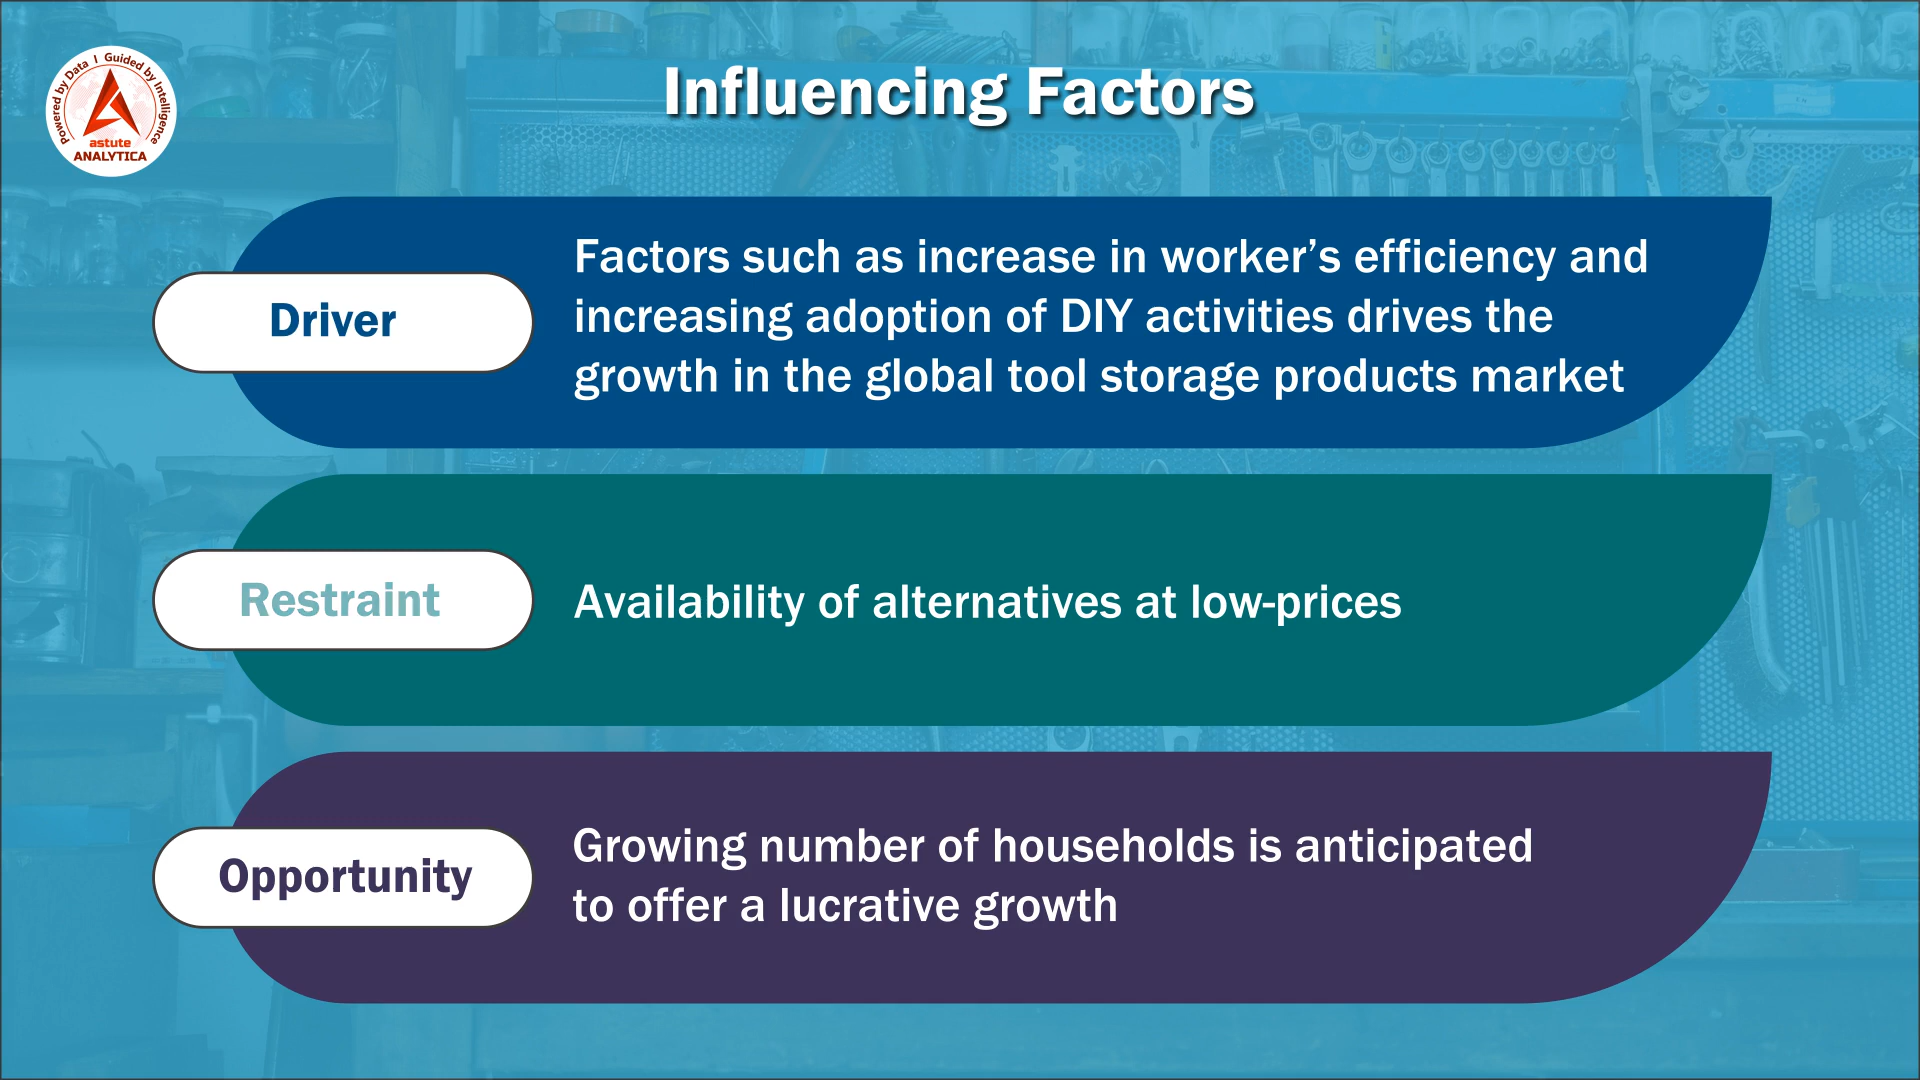 Powered by Data | Guided by Intelligence
astute
ANALYTICA
Influencing Factors
Driver
Factors such as increase in worker’s efficiency and
increasing adoption of DIY activities drives the
growth in the global tool storage products market
Restraint
Availability of alternatives at low-prices
Opportunity
Growing number of households is anticipated
to offer a lucrative growth